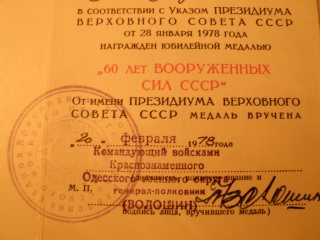 в соответствии с Указом ПРЕЗИДИУМА
ВЕРХОВНОГО СОВЕТА СССР
от 28 января 1978 года
НАГРАЖДЕН ЮБИЛЕЙНОЙ МЕДАЛЬЮ
„60 ЛЕТ ВООРУЖЕННЫХ
СИЛ СССР"
От имени ПРЕЗИДИУМА ВЕРХОВНОГО
СОВЕТА СССР МЕДАЛЬ ВРУЧЕНА
февраля 1978 года
Командующий войсками
Краснознаменного
Одесского военного округа
М. П. генерал-полковник
(ВОЛОШИН)
подпись лица, вручившего медаль)